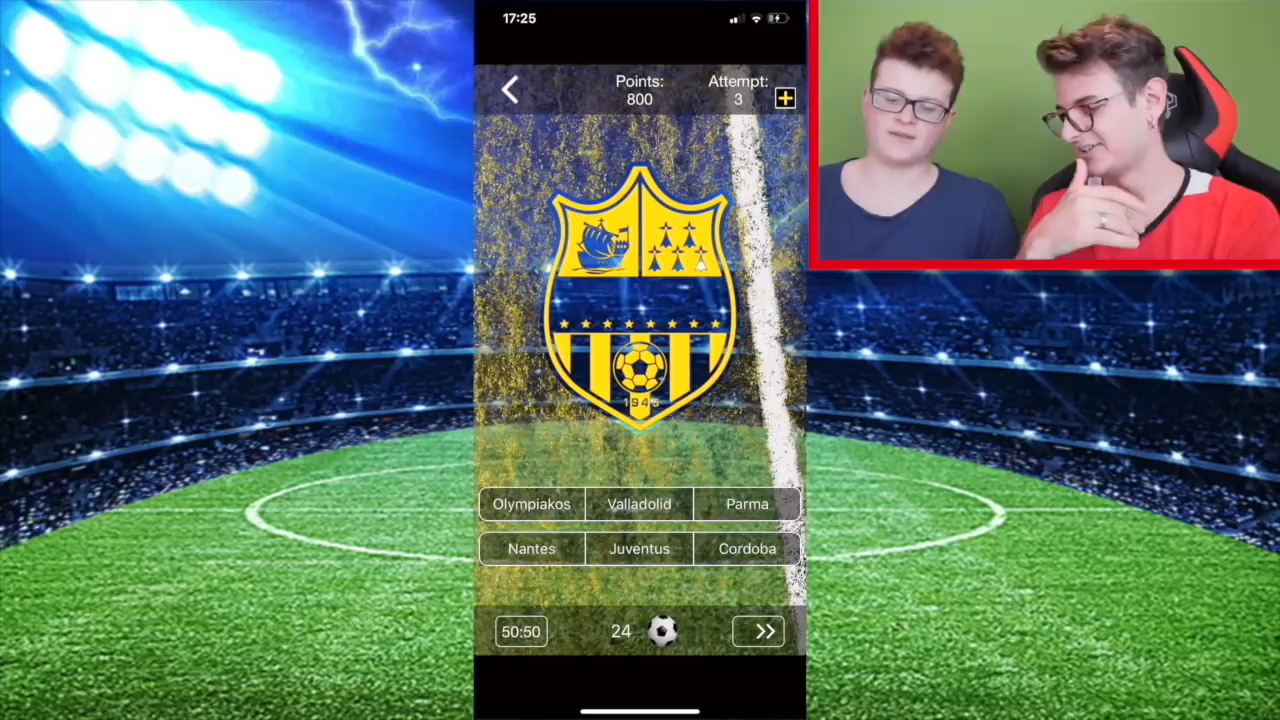 17:25
Points:
800
Attempt:
3
1943
Olympiakos
Valladolid
Parma
Nantes
Juventus
Cordoba
50:50
24